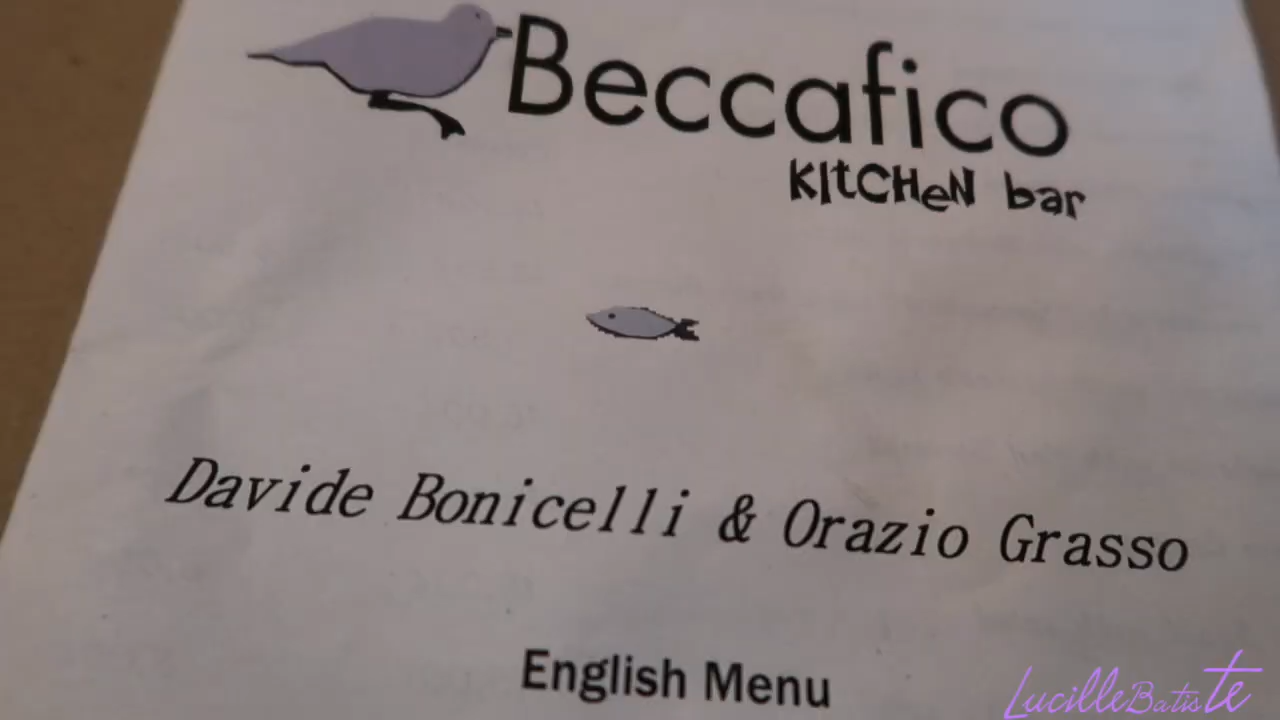 Beccafico
KItCHeN bar
Davide Bonicelli & Orazio Grasso
English Menu
LucilleBatisTe